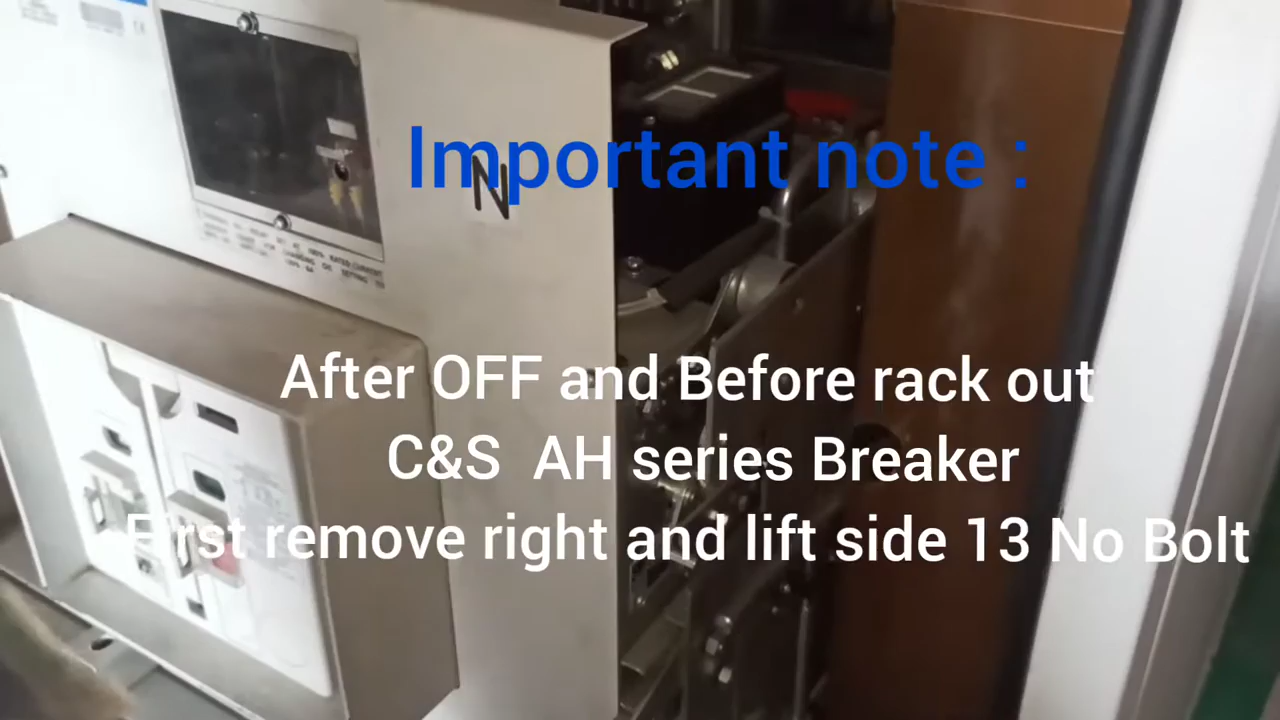 Important note :
N
After OFF and Before rack out
C&S AH series Breaker
First remove right and lift side 13 No Bolt